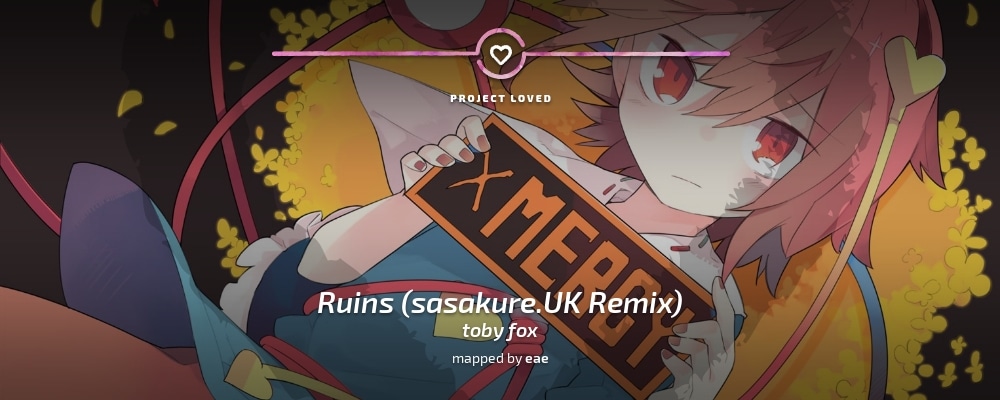 PROJECT LOVED
X MERCY
Ruins (sasakure.UK Remix)
toby fox
mapped by eae